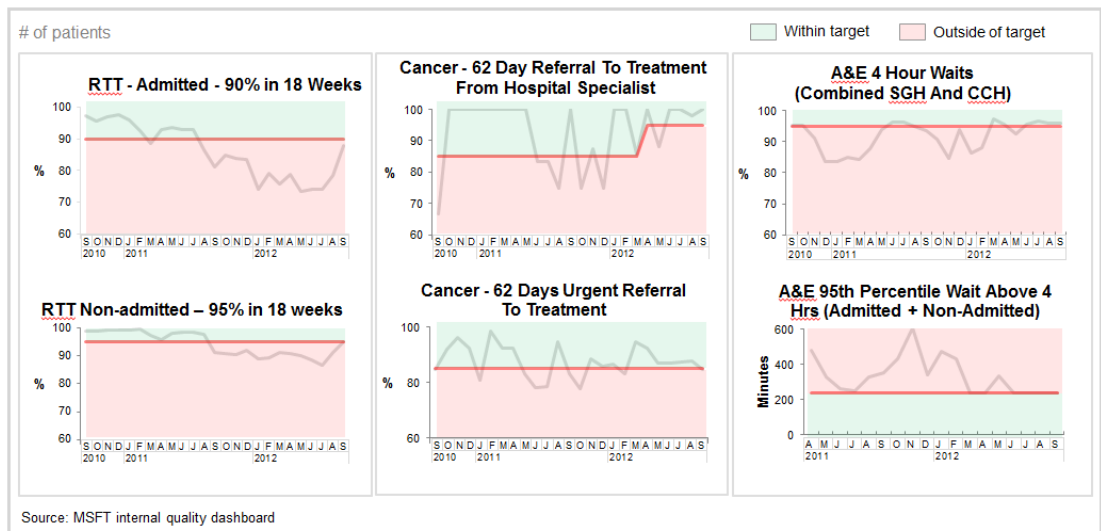 # of patients
Within target
Outside of target
RTT - Admitted - 90% in 18 Weeks
100
90
80
70
60
%
S O N D J F M A M J J A S O N D J F M A M J J A S
2010 2011 2012
Cancer - 62 Day Referral To Treatment
From Hospital Specialist
100
90
80
70
60
%
S O N D J F M A M J J A S O N D J F M A M J J A S
2010 2011 2012
A&E 4 Hour Waits
(Combined SGH And CCH)
100
90
80
70
60
%
S O N D J F M A M J J A S O N D J F M A M J J A S
2010 2011 2012
RTT Non-admitted – 95% in 18 weeks
100
90
80
70
60
%
S O N D J F M A M J J A S O N D J F M A M J J A S
2010 2011 2012
Cancer - 62 Days Urgent Referral
To Treatment
100
80
60
%
S O N D J F M A M J J A S O N D J F M A M J J A S
2010 2011 2012
A&E 95th Percentile Wait Above 4
Hrs (Admitted + Non-Admitted)
600
400
200
0
Minutes
A M J J A S O N D J F M A M J J A S
2011 2012
Source: MSFT internal quality dashboard